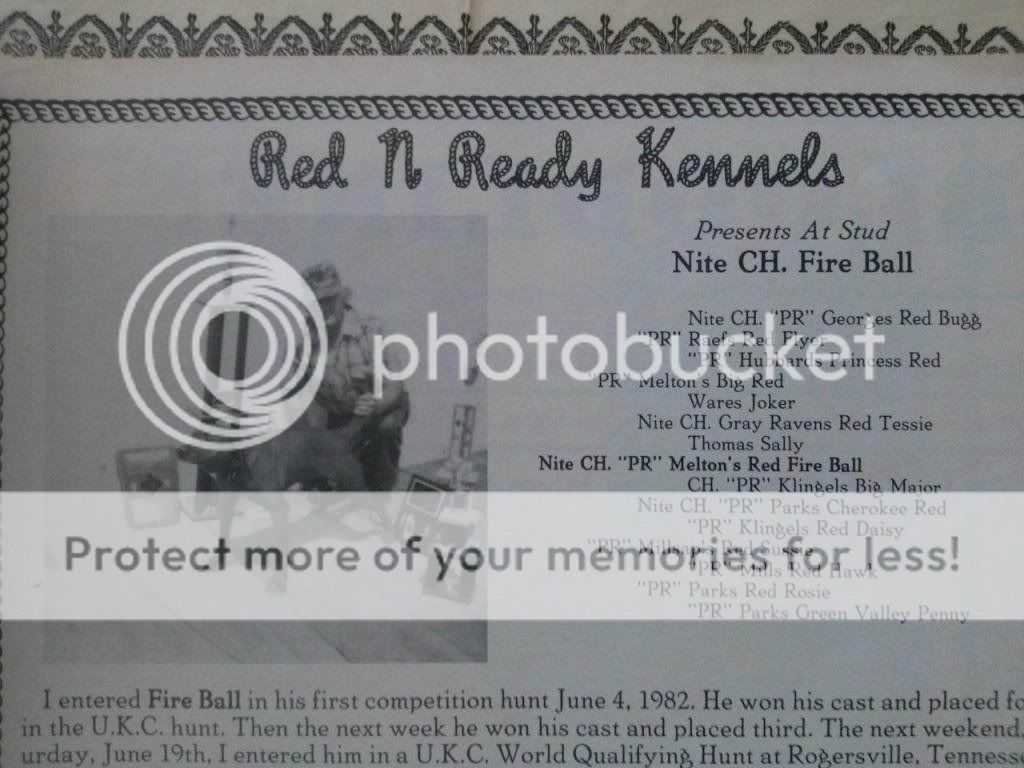 Red N Ready Kennels
Presents At Stud
Nite CH. Fire Ball
Nite CH. "PR" Georges Red Bugg
"PR" Raefs Red Flyer
"PR" Hubbards Princess Red
"PR" Melton's Big Red
Wares Joker
Nite CH. Gray Ravens Red Tessie
Thomas Sally
Nite CH. "PR" Melton's Red Fire Ball
CH. "PR" Klingels Big Major
Nite CH. "PR" Parks Cherokee Red
"PR" Klingels Red Daisy
"PR" Millsap's Red Sussie
"PR" Mills Red Hawk
"PR" Parks Red Rosie
"PR" Parks Green Valley Penny
I entered Fire Ball in his first competition hunt June 4, 1982. He won his cast and placed
in the U.K.C. hunt. Then the next week he won his cast and placed third. The next weekend,
urday, June 19th, I entered him in a U.K.C. World Qualifying Hunt at Rogersville, Tennesse
photobucket
Protect more of your memories for less!